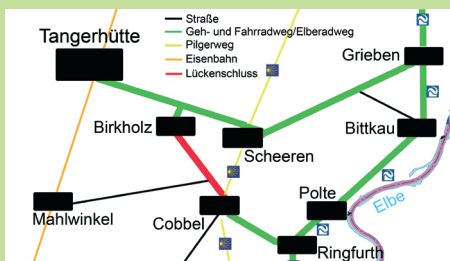 Straße
Geh- und Fahrradweg/Elberadweg
Pilgerweg
Eisenbahn
Lückenschluss
Tangerhütte
Grieben
Birkholz
Bittkau
Scheeren
Polte
Elbe
Mahlwinkel
Cobbel
Ringfurth